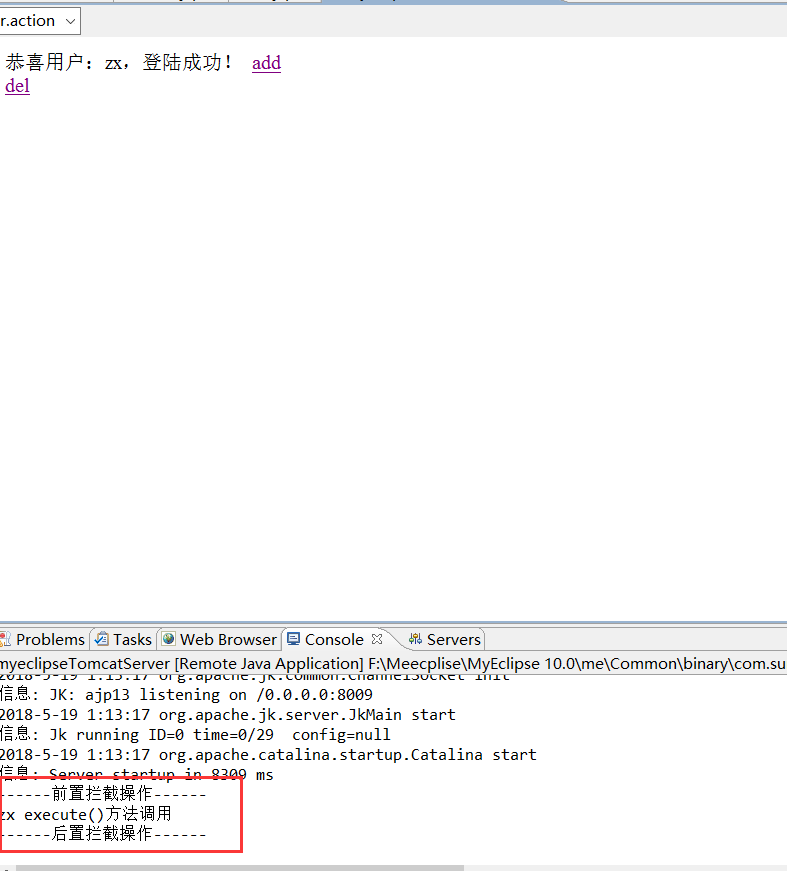 r.action
恭喜用户：zx，登陆成功！ add
del
Problems Tasks Web Browser Console Servers
myeclipseTomcatServer [Remote Java Application] F:\Meecplise\MyEclipse 10.0\me\Common\binary\com.su
2018-5-19 1:13:17 org.apache.jk.common.ChannelSocket init
信息: JK: ajp13 listening on /0.0.0.0:8009
2018-5-19 1:13:17 org.apache.jk.server.JkMain start
信息: Jk running ID=0 time=0/29  config=null
2018-5-19 1:13:17 org.apache.catalina.startup.Catalina start
信息: Server startup in 8309 ms
------前置拦截操作------
zx execute()方法调用
------后置拦截操作------